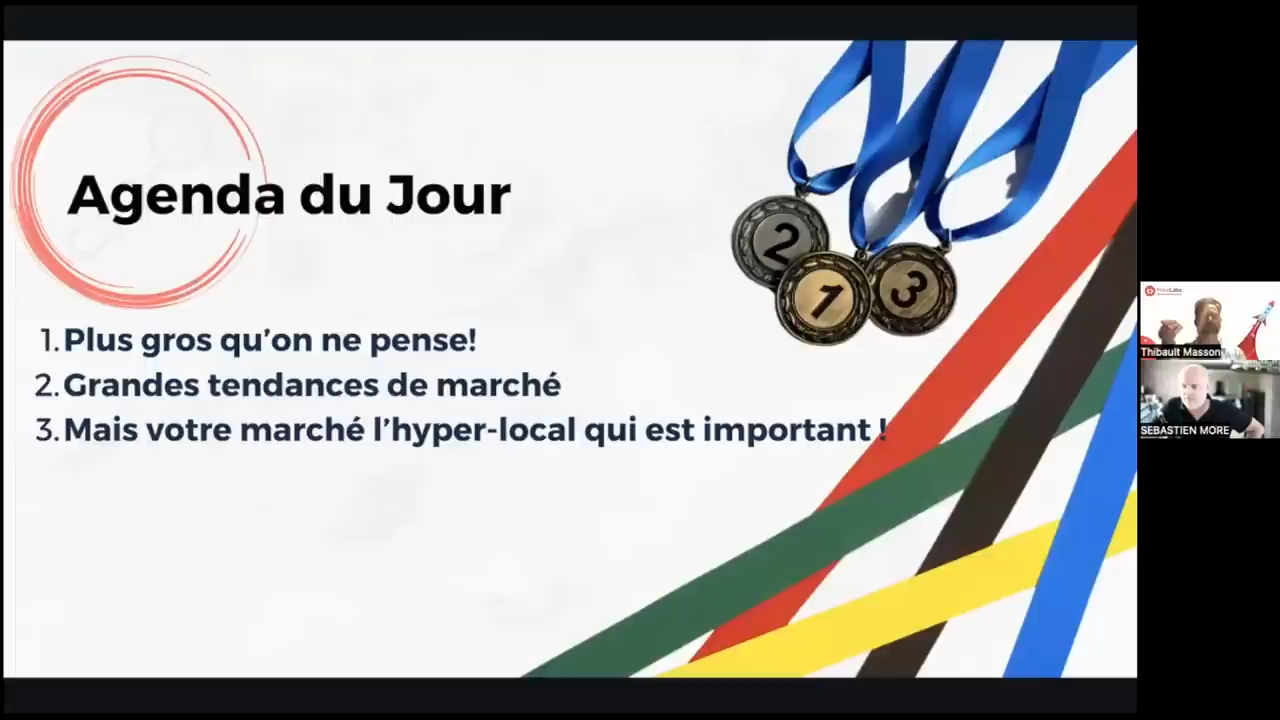 Agenda du Jour
1. Plus gros qu'on ne pense!
2. Grandes tendances de marché
3. Mais votre marché l'hyper-local qui est important !
2
1
3
PriceLabs
Thibault Masson
SEBASTIEN MORE